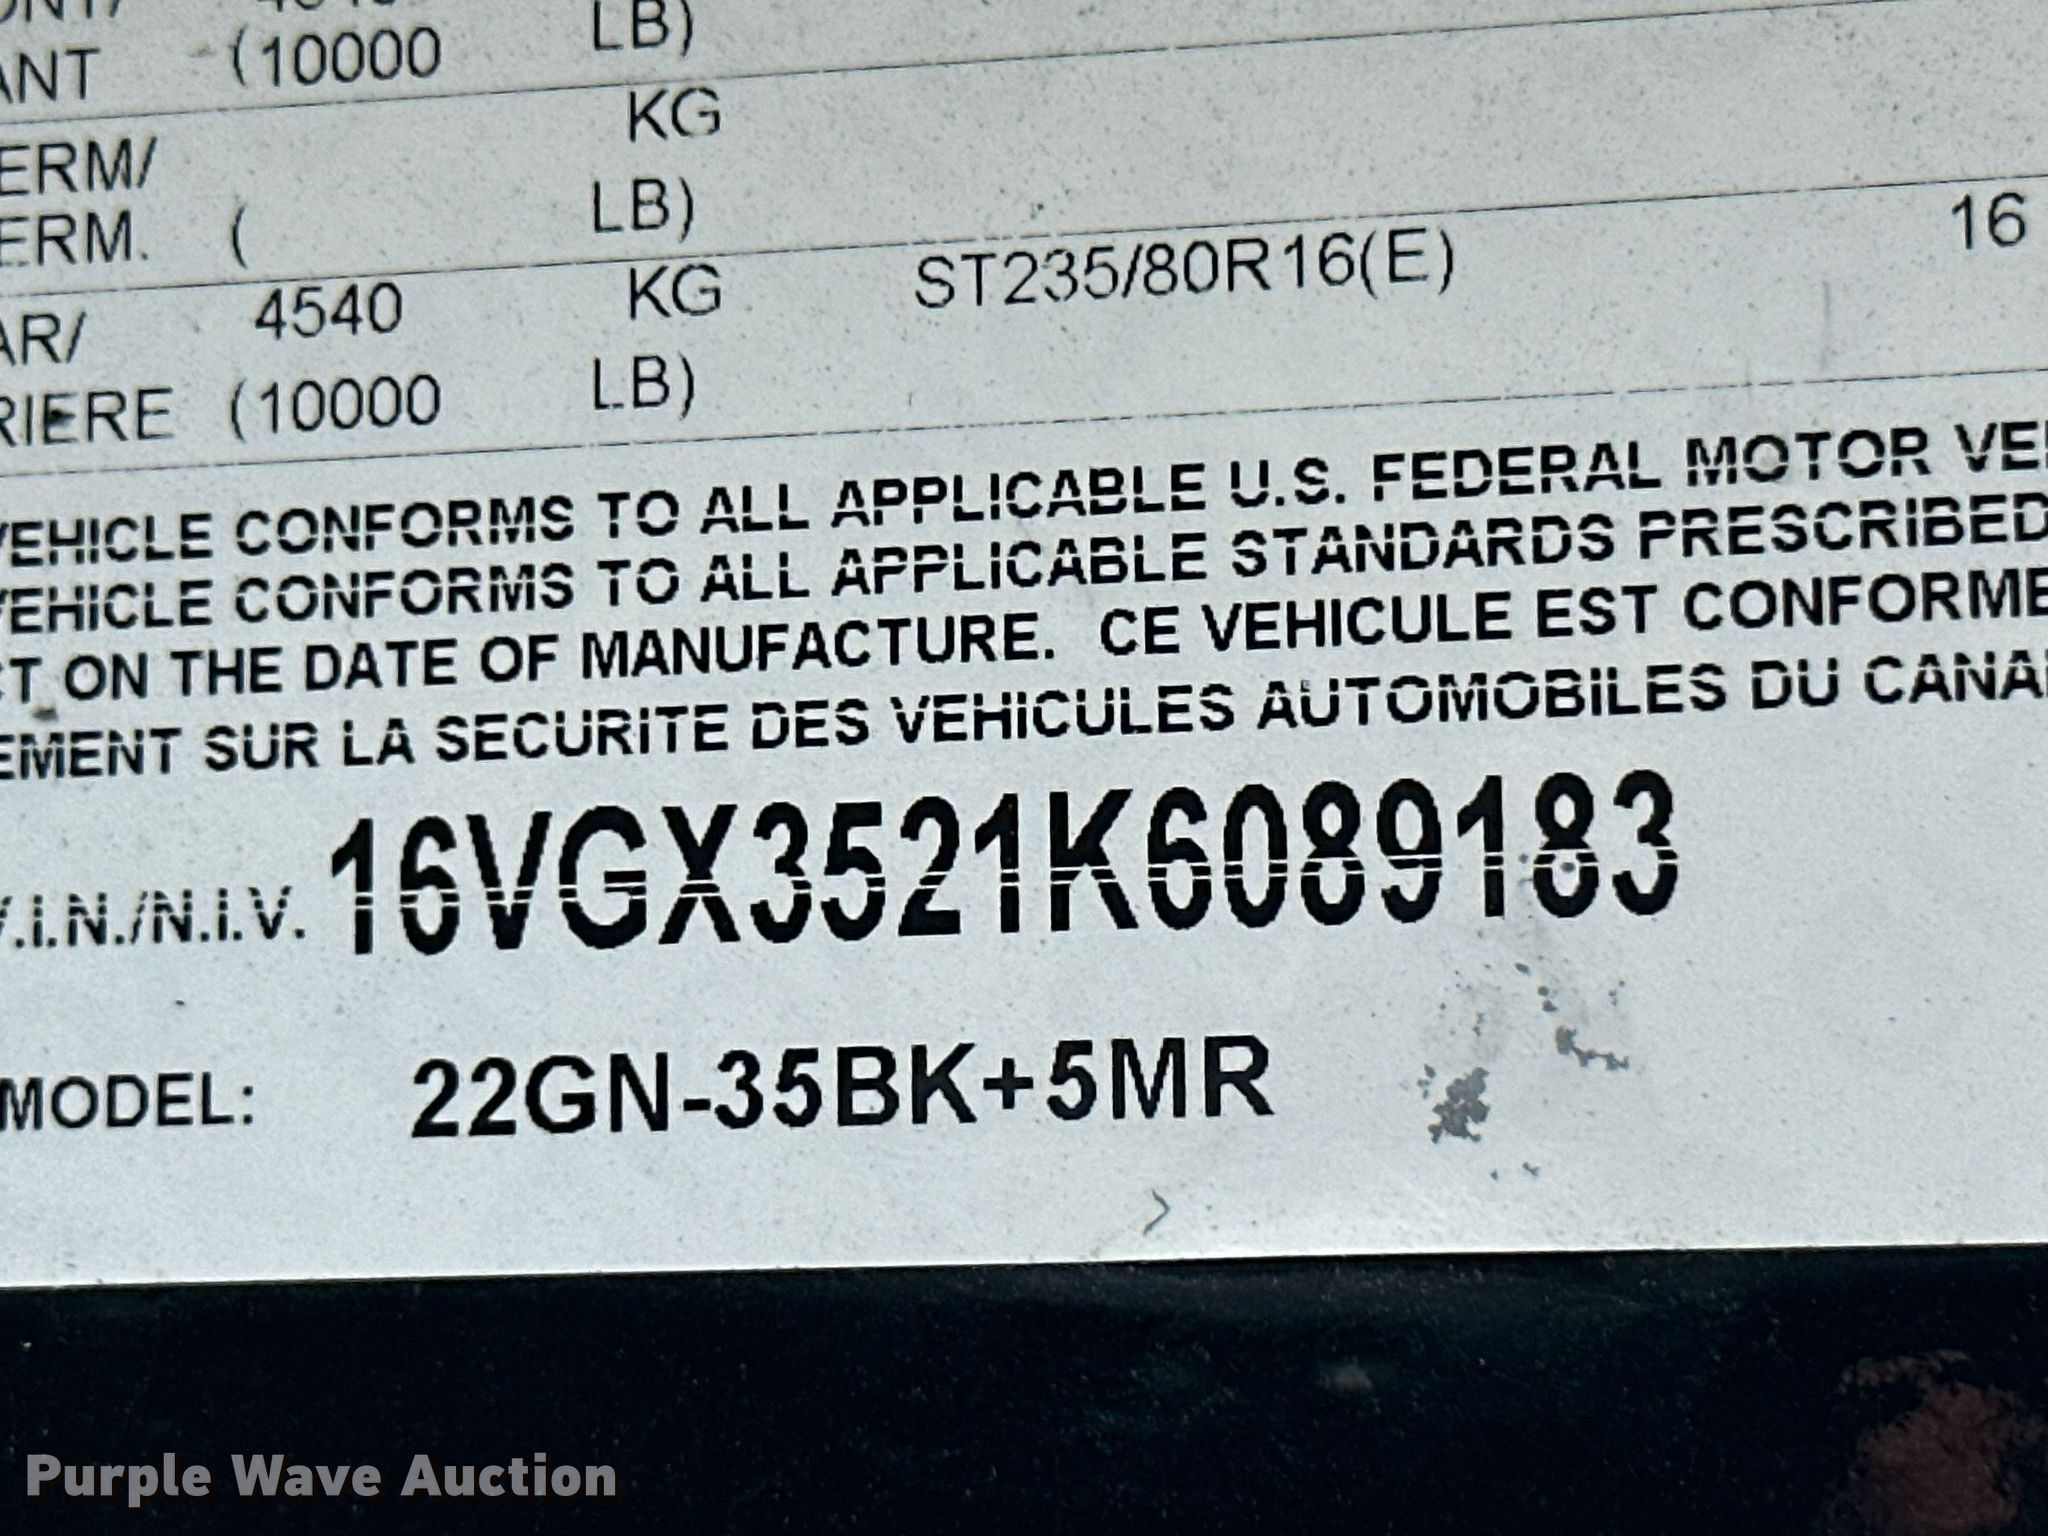 ANT (10000 LB)
KG
ERM/
ERM. ( LB)
AR/ 4540 KG ST235/80R16(E) 16
RIERE (10000 LB)
VEHICLE CONFORMS TO ALL APPLICABLE U.S. FEDERAL MOTOR VEH
VEHICLE CONFORMS TO ALL APPLICABLE STANDARDS PRESCRIBED
CT ON THE DATE OF MANUFACTURE. CE VEHICULE EST CONFORME
EMENT SUR LA SECURITE DES VEHICULES AUTOMOBILES DU CANA
V.I.N./N.I.V. 16VGX3521K6089183
MODEL: 22GN-35BK+5MR
Purple Wave Auction